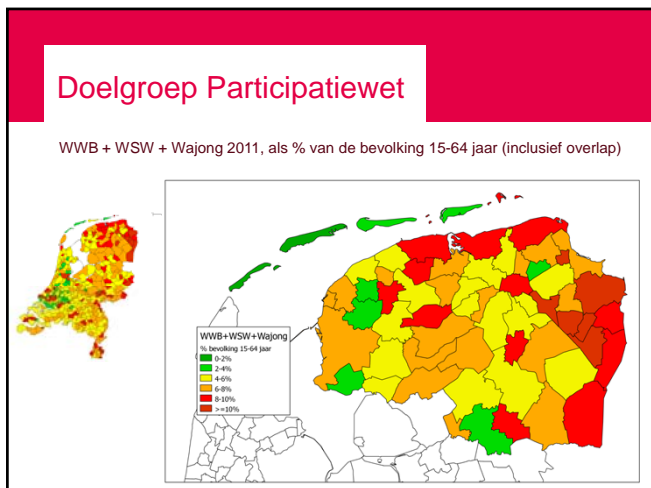 Doelgroep Participatiewet
WWB + WSW + Wajong 2011, als % van de bevolking 15-64 jaar (inclusief overlap)
WWB+WSW+Wajong
% bevolking 15-64 jaar
0-2%
2-4%
4-6%
6-8%
8-10%
>=10%